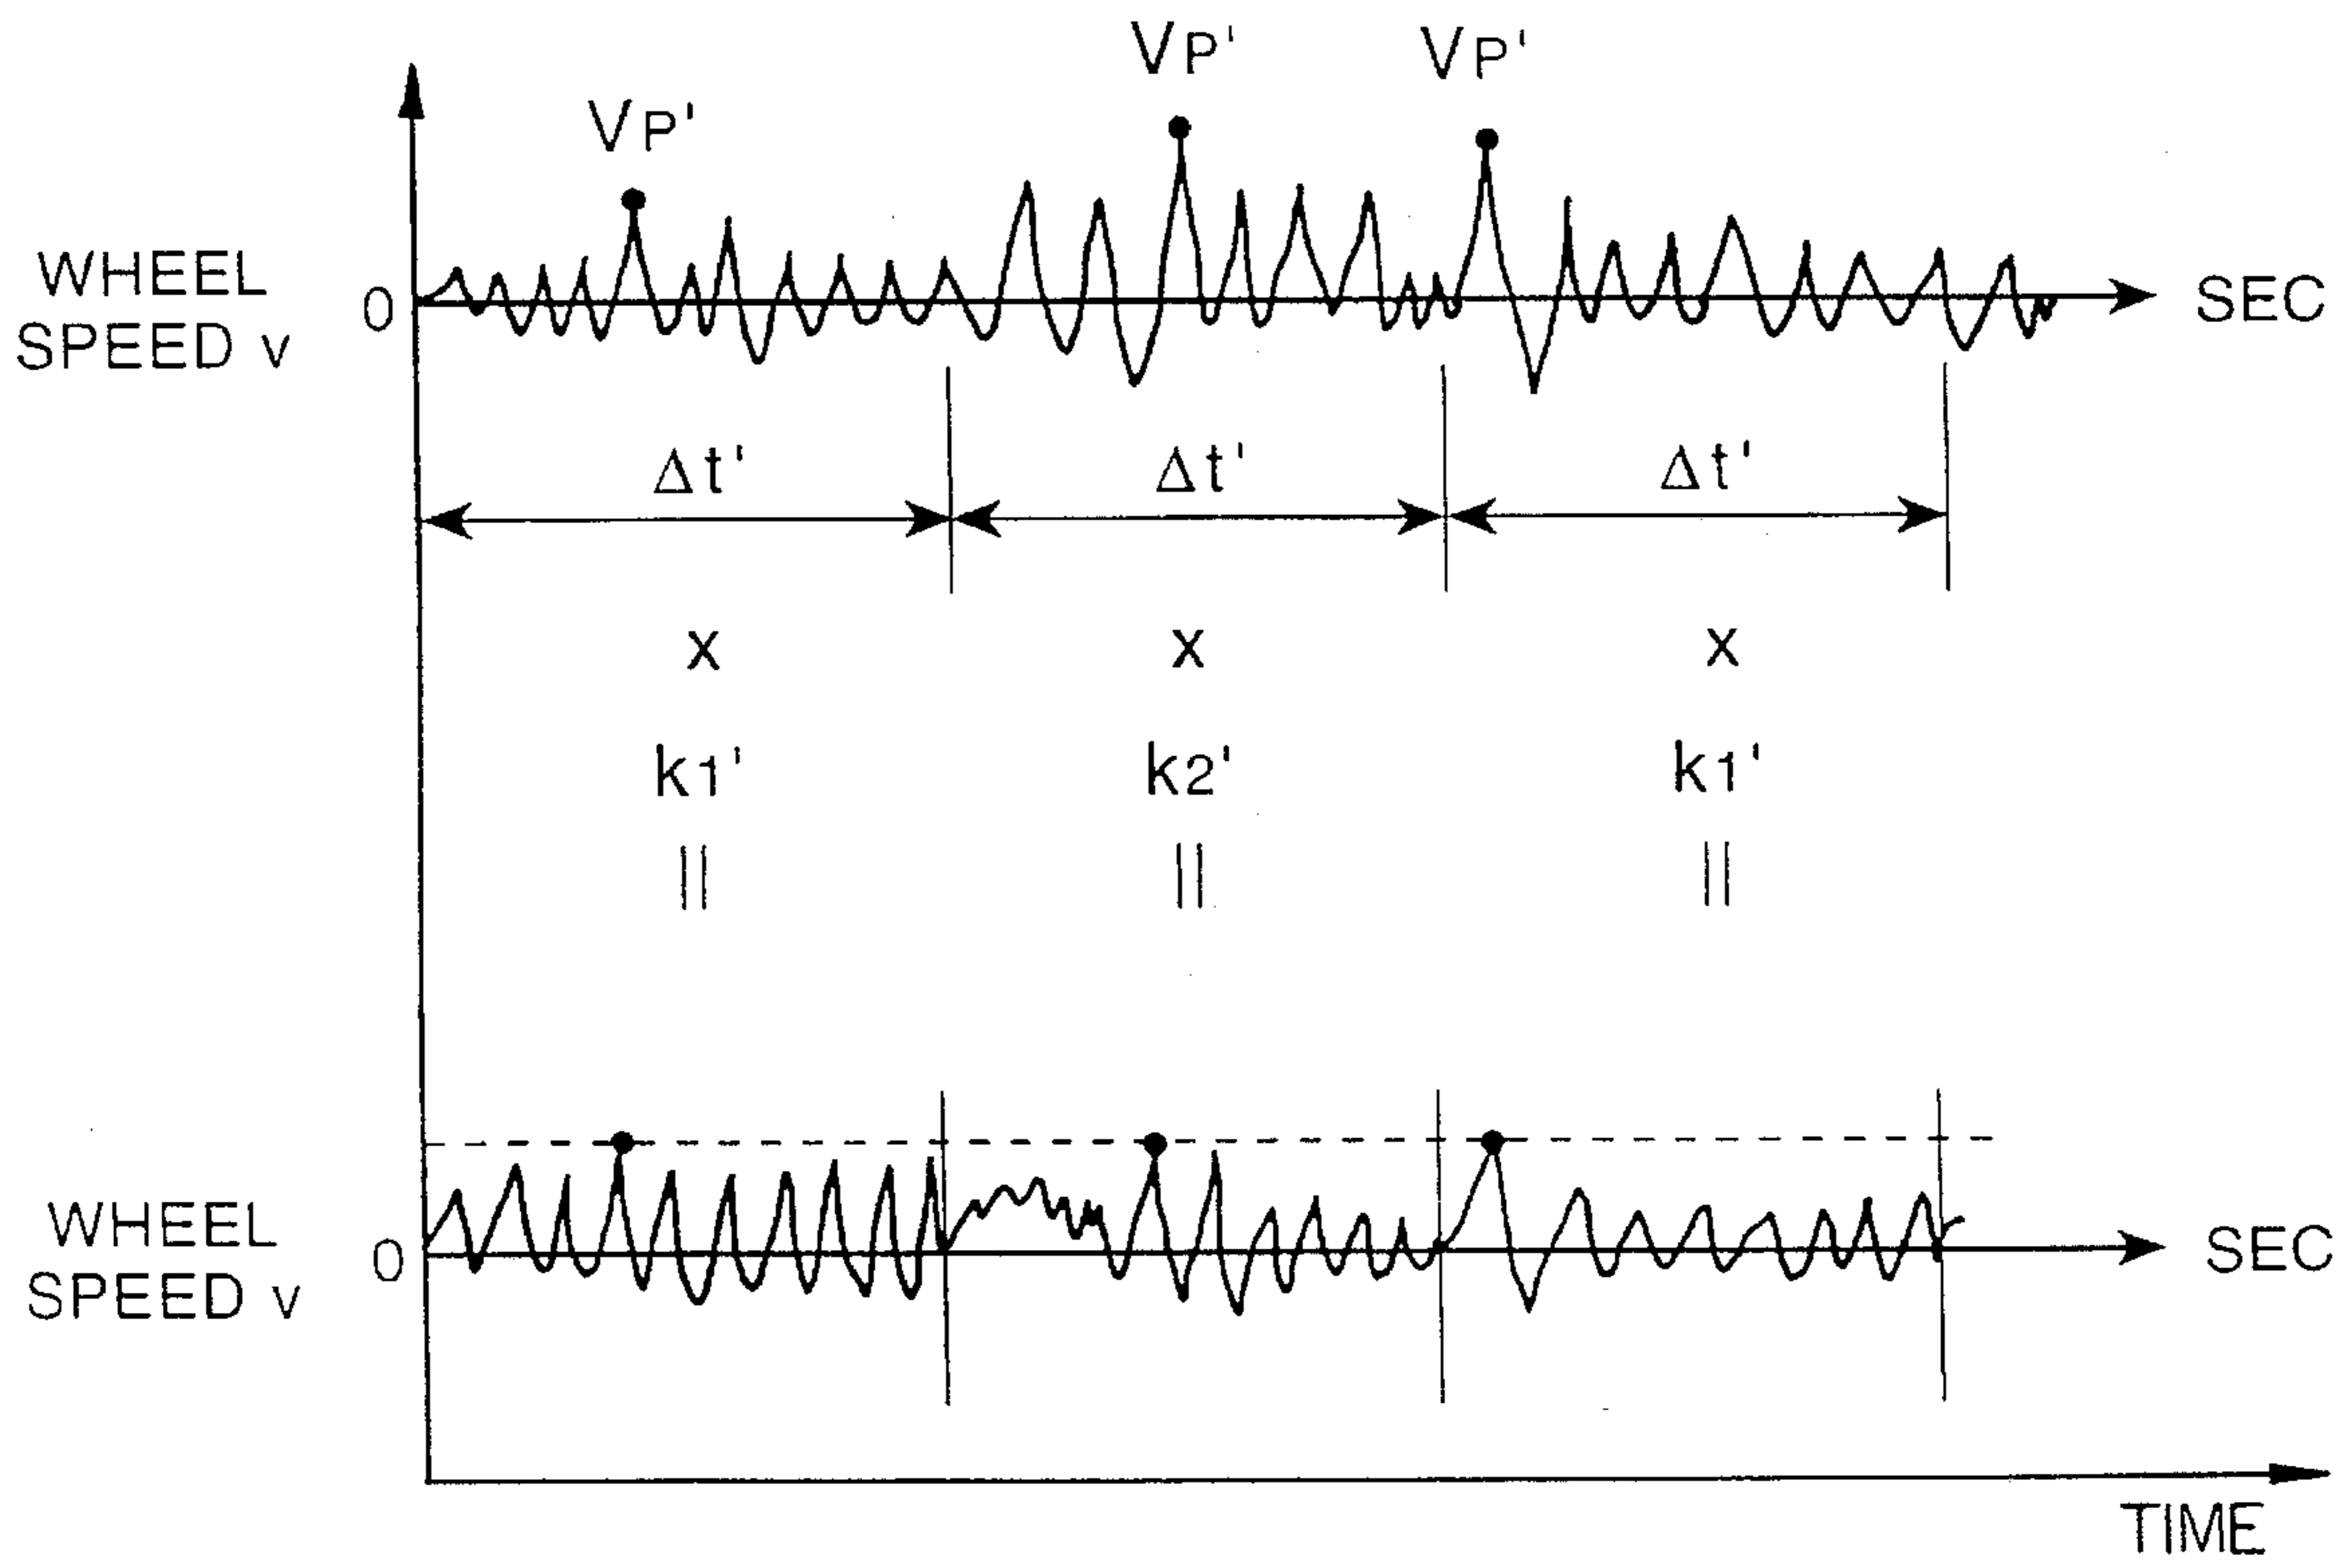 VP' VP'
VP'
WHEEL
SPEED v
0
SEC
Δt' Δt' Δt'
x x x
k1' k2' k1'
|| || ||
WHEEL
SPEED v
0
SEC
TIME